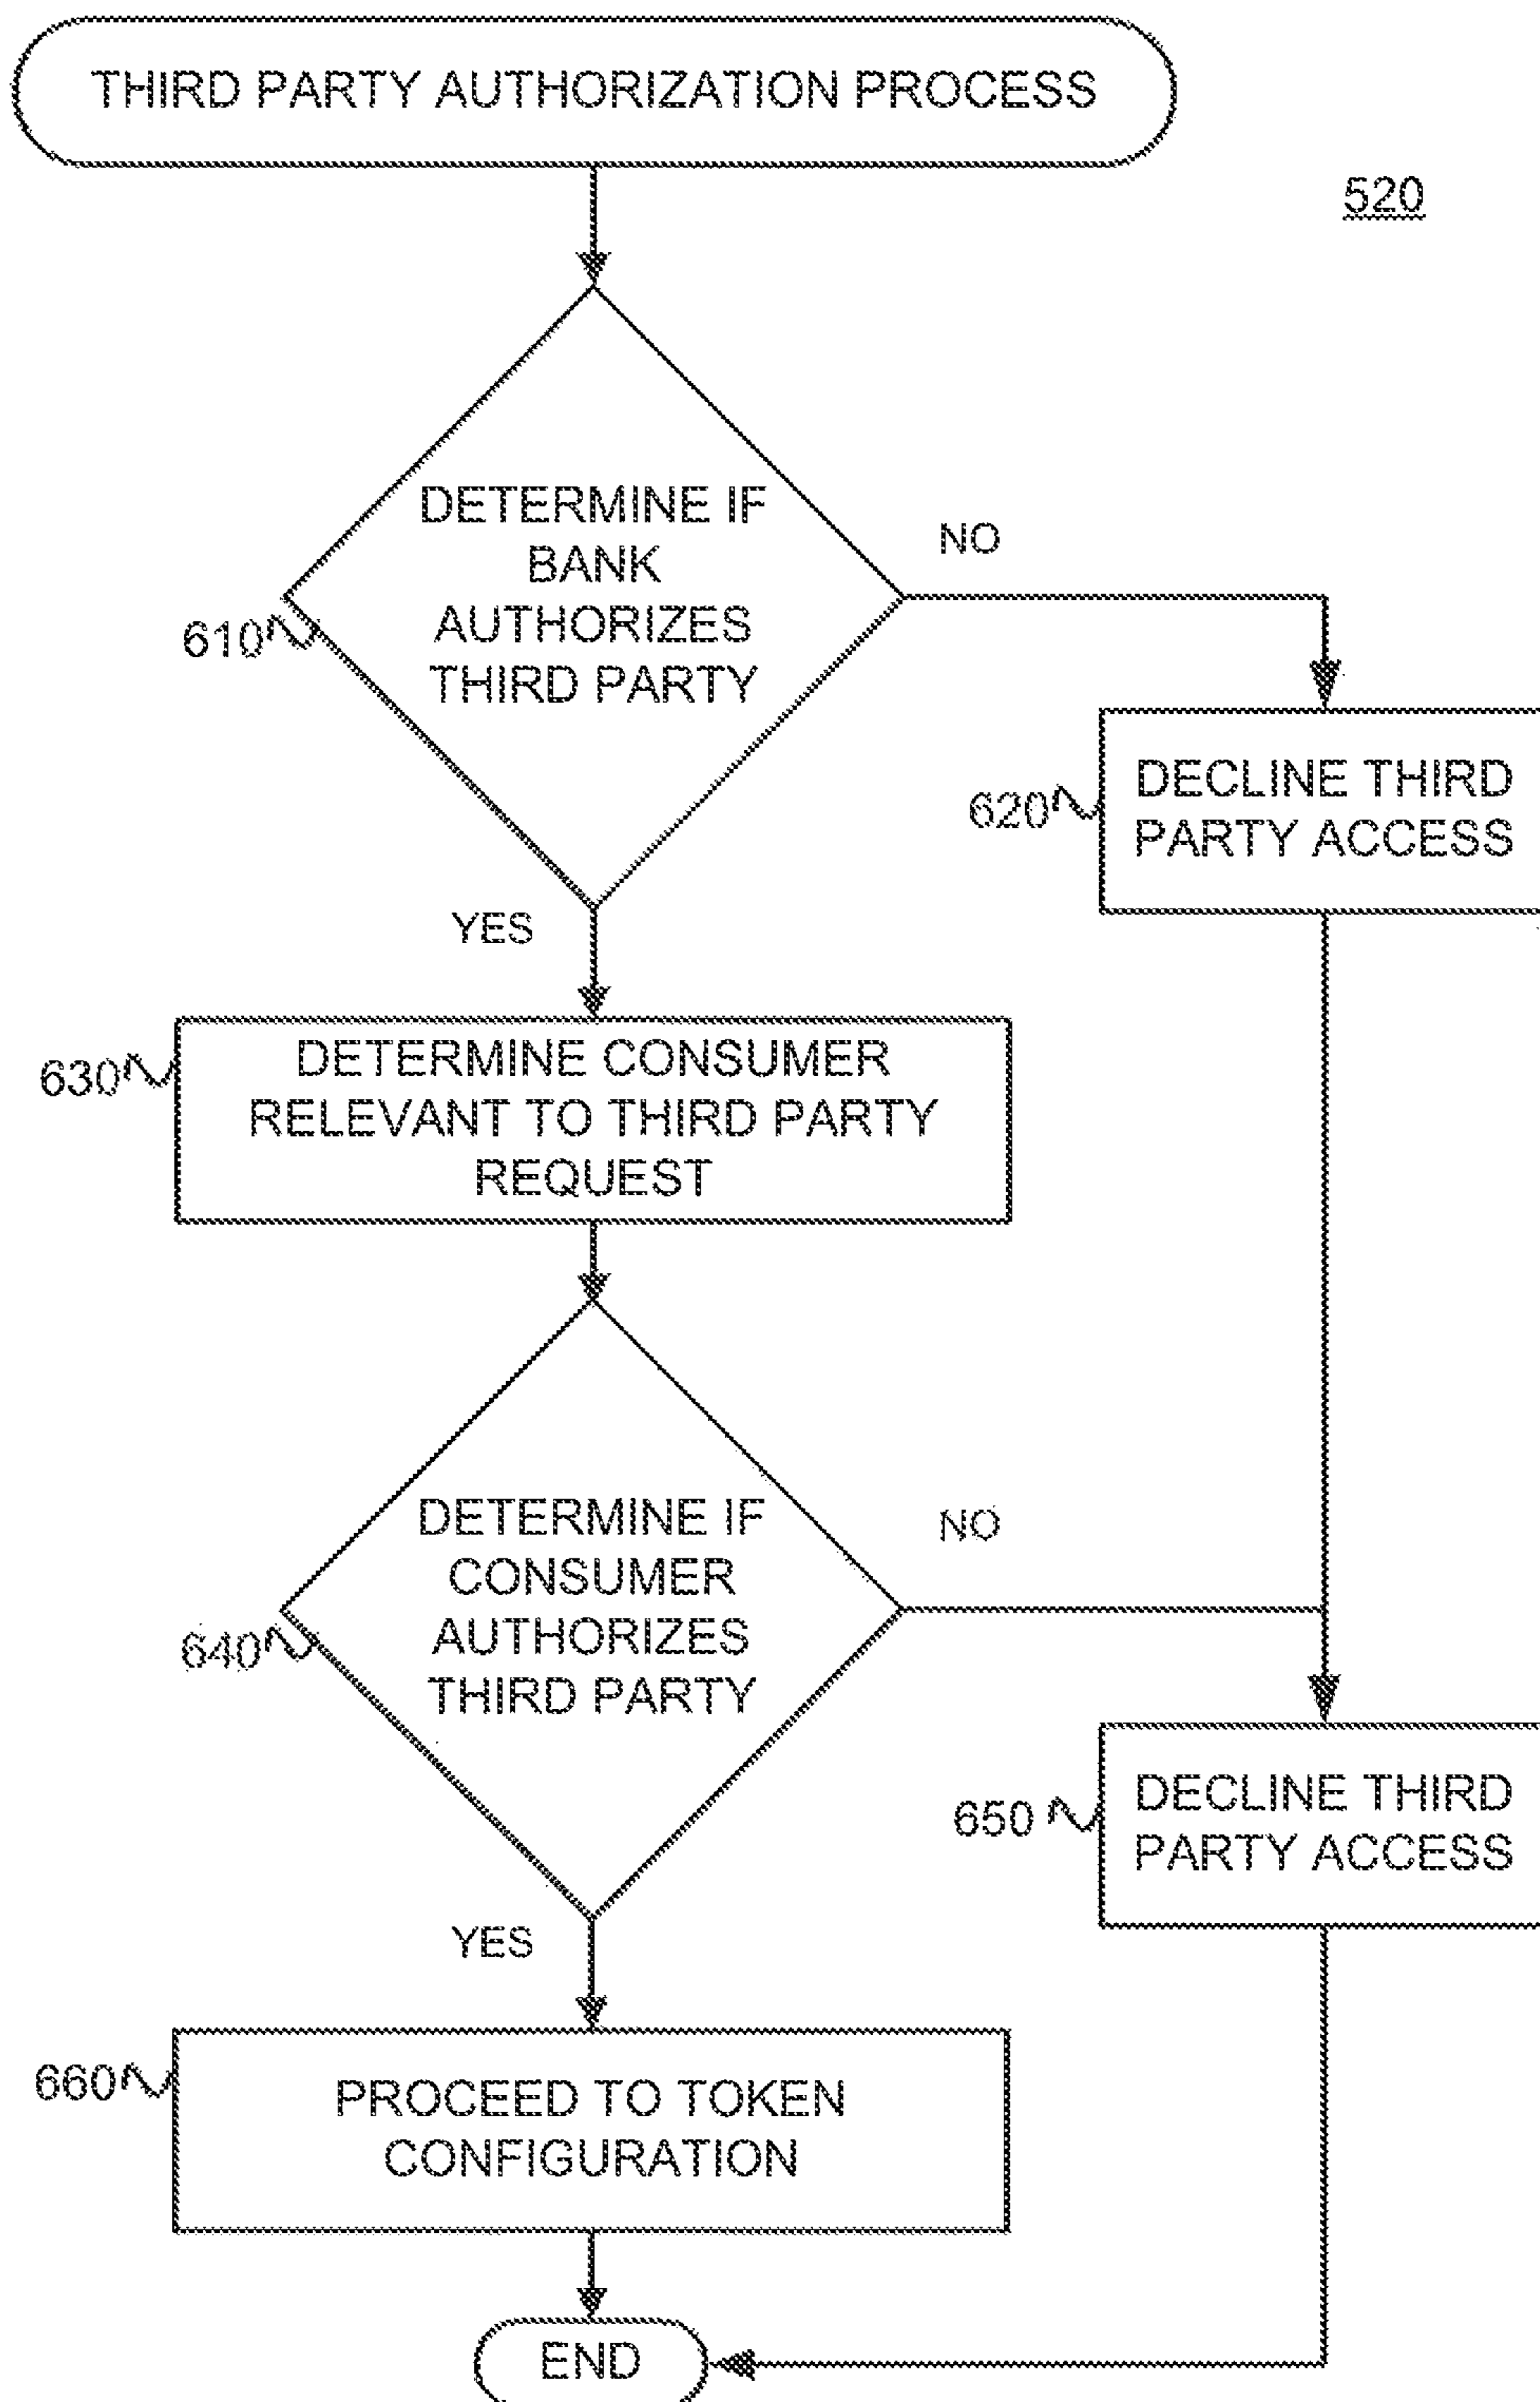 THIRD PARTY AUTHORIZATION PROCESS
520
DETERMINE IF
BANK
AUTHORIZES
THIRD PARTY
610
NO
620
DECLINE THIRD
PARTY ACCESS
YES
630
DETERMINE CONSUMER
RELEVANT TO THIRD PARTY
REQUEST
DETERMINE IF
CONSUMER
AUTHORIZES
THIRD PARTY
640
NO
650
DECLINE THIRD
PARTY ACCESS
YES
660
PROCEED TO TOKEN
CONFIGURATION
END